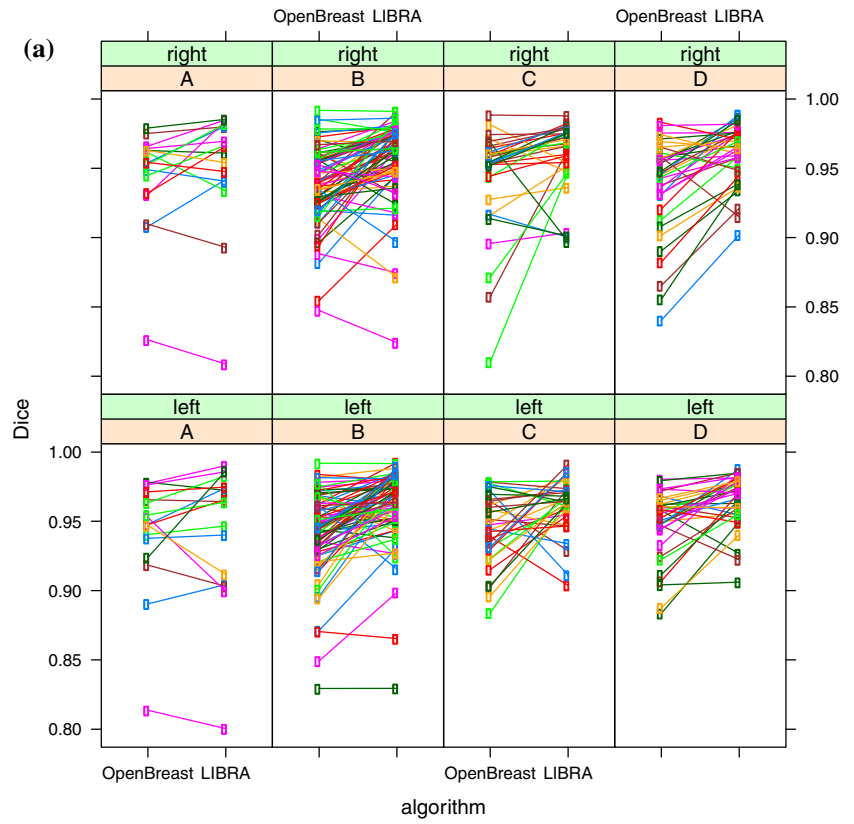 OpenBreast LIBRA OpenBreast LIBRA
(a)
right right right right
A B C D
1.00
0.95
0.90
0.85
0.80
left left left left
A B C D
1.00
0.95
0.90
0.85
0.80
Dice
OpenBreast LIBRA OpenBreast LIBRA
algorithm